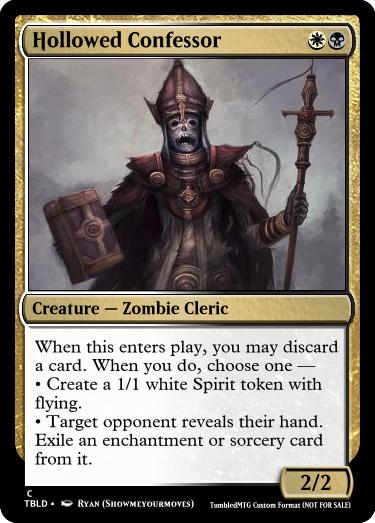 Hollowed Confessor
Creature — Zombie Cleric
When this enters play, you may discard
a card. When you do, choose one —
• Create a 1/1 white Spirit token with
flying.
• Target opponent reveals their hand.
Exile an enchantment or sorcery card
from it.
2/2
C
TBLD • Ryan (Showmeyourmoves)
TumbledMTG Custom Format (NOT FOR SALE)